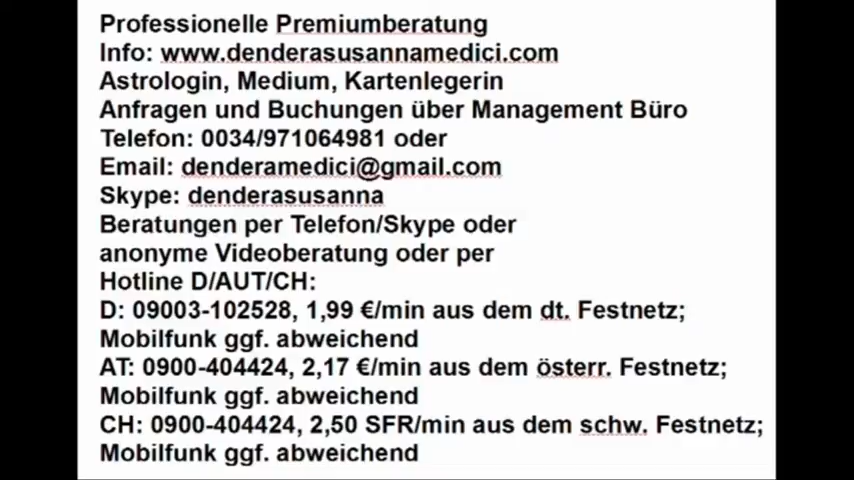 Professionelle Premiumberatung
Info: www.denderasusannamedici.com
Astrologin, Medium, Kartenlegerin
Anfragen und Buchungen über Management Büro
Telefon: 0034/971064981 oder
Email: denderamedici@gmail.com
Skype: denderasusanna
Beratungen per Telefon/Skype oder
anonyme Videoberatung oder per
Hotline D/AUT/CH:
D: 09003-102528, 1,99 €/min aus dem dt. Festnetz;
Mobilfunk ggf. abweichend
AT: 0900-404424, 2,17 €/min aus dem österr. Festnetz;
Mobilfunk ggf. abweichend
CH: 0900-404424, 2,50 SFR/min aus dem schw. Festnetz;
Mobilfunk ggf. abweichend